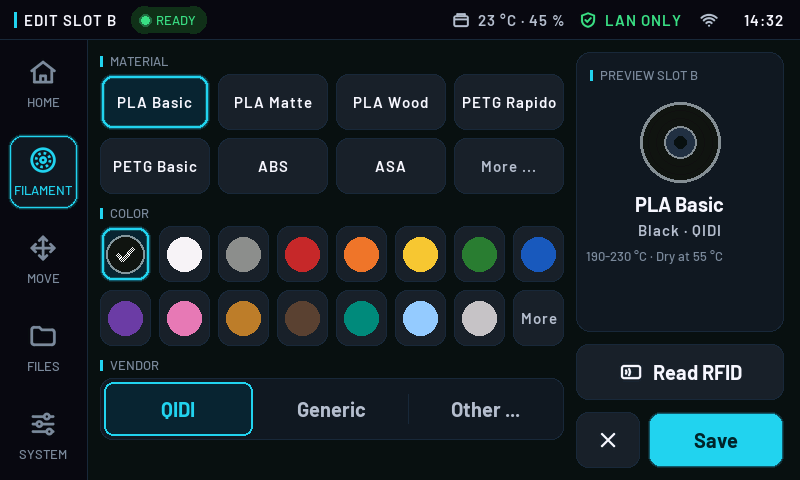 EDIT SLOT B
READY
23 °C · 45 %
LAN ONLY
14:32
HOME
FILAMENT
MOVE
FILES
SYSTEM
MATERIAL
PLA Basic
PLA Matte
PLA Wood
PETG Rapido
PETG Basic
ABS
ASA
More ...
COLOR
More
VENDOR
QIDI
Generic
Other ...
PREVIEW SLOT B
PLA Basic
Black · QIDI
190-230 °C · Dry at 55 °C
Read RFID
Save